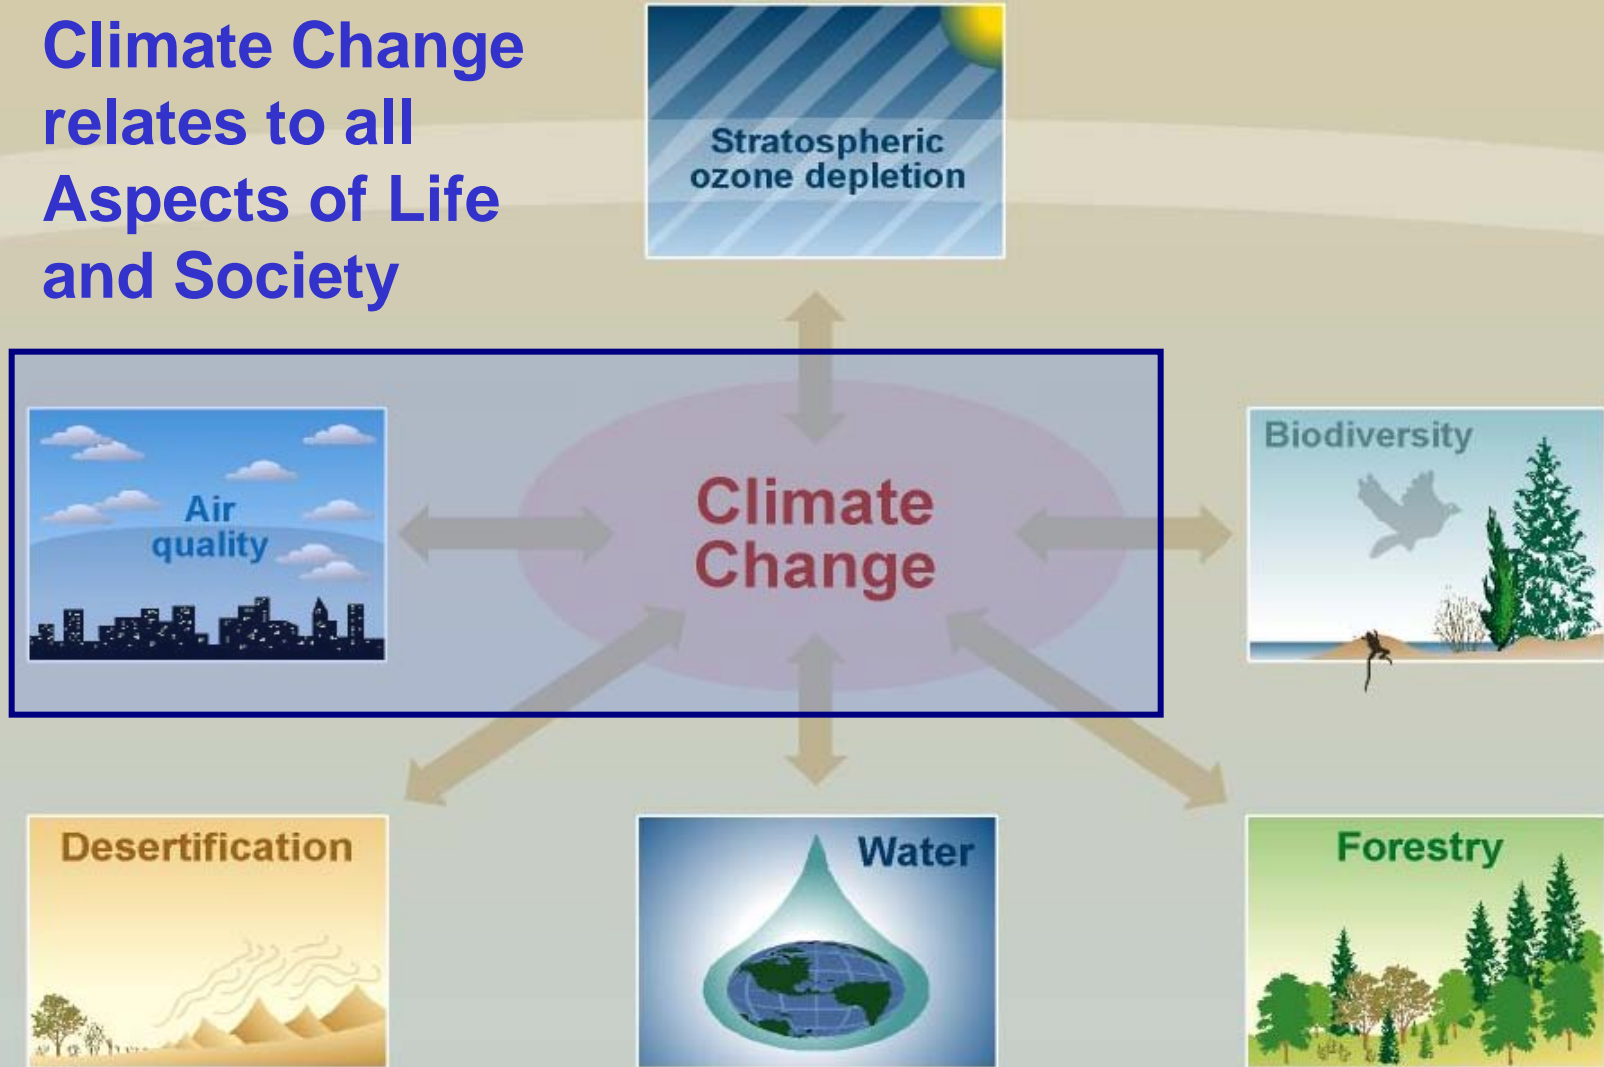 Climate Change
relates to all
Aspects of Life
and Society
Stratospheric
ozone depletion
Air
quality
Climate
Change
Biodiversity
Desertification
Water
Forestry